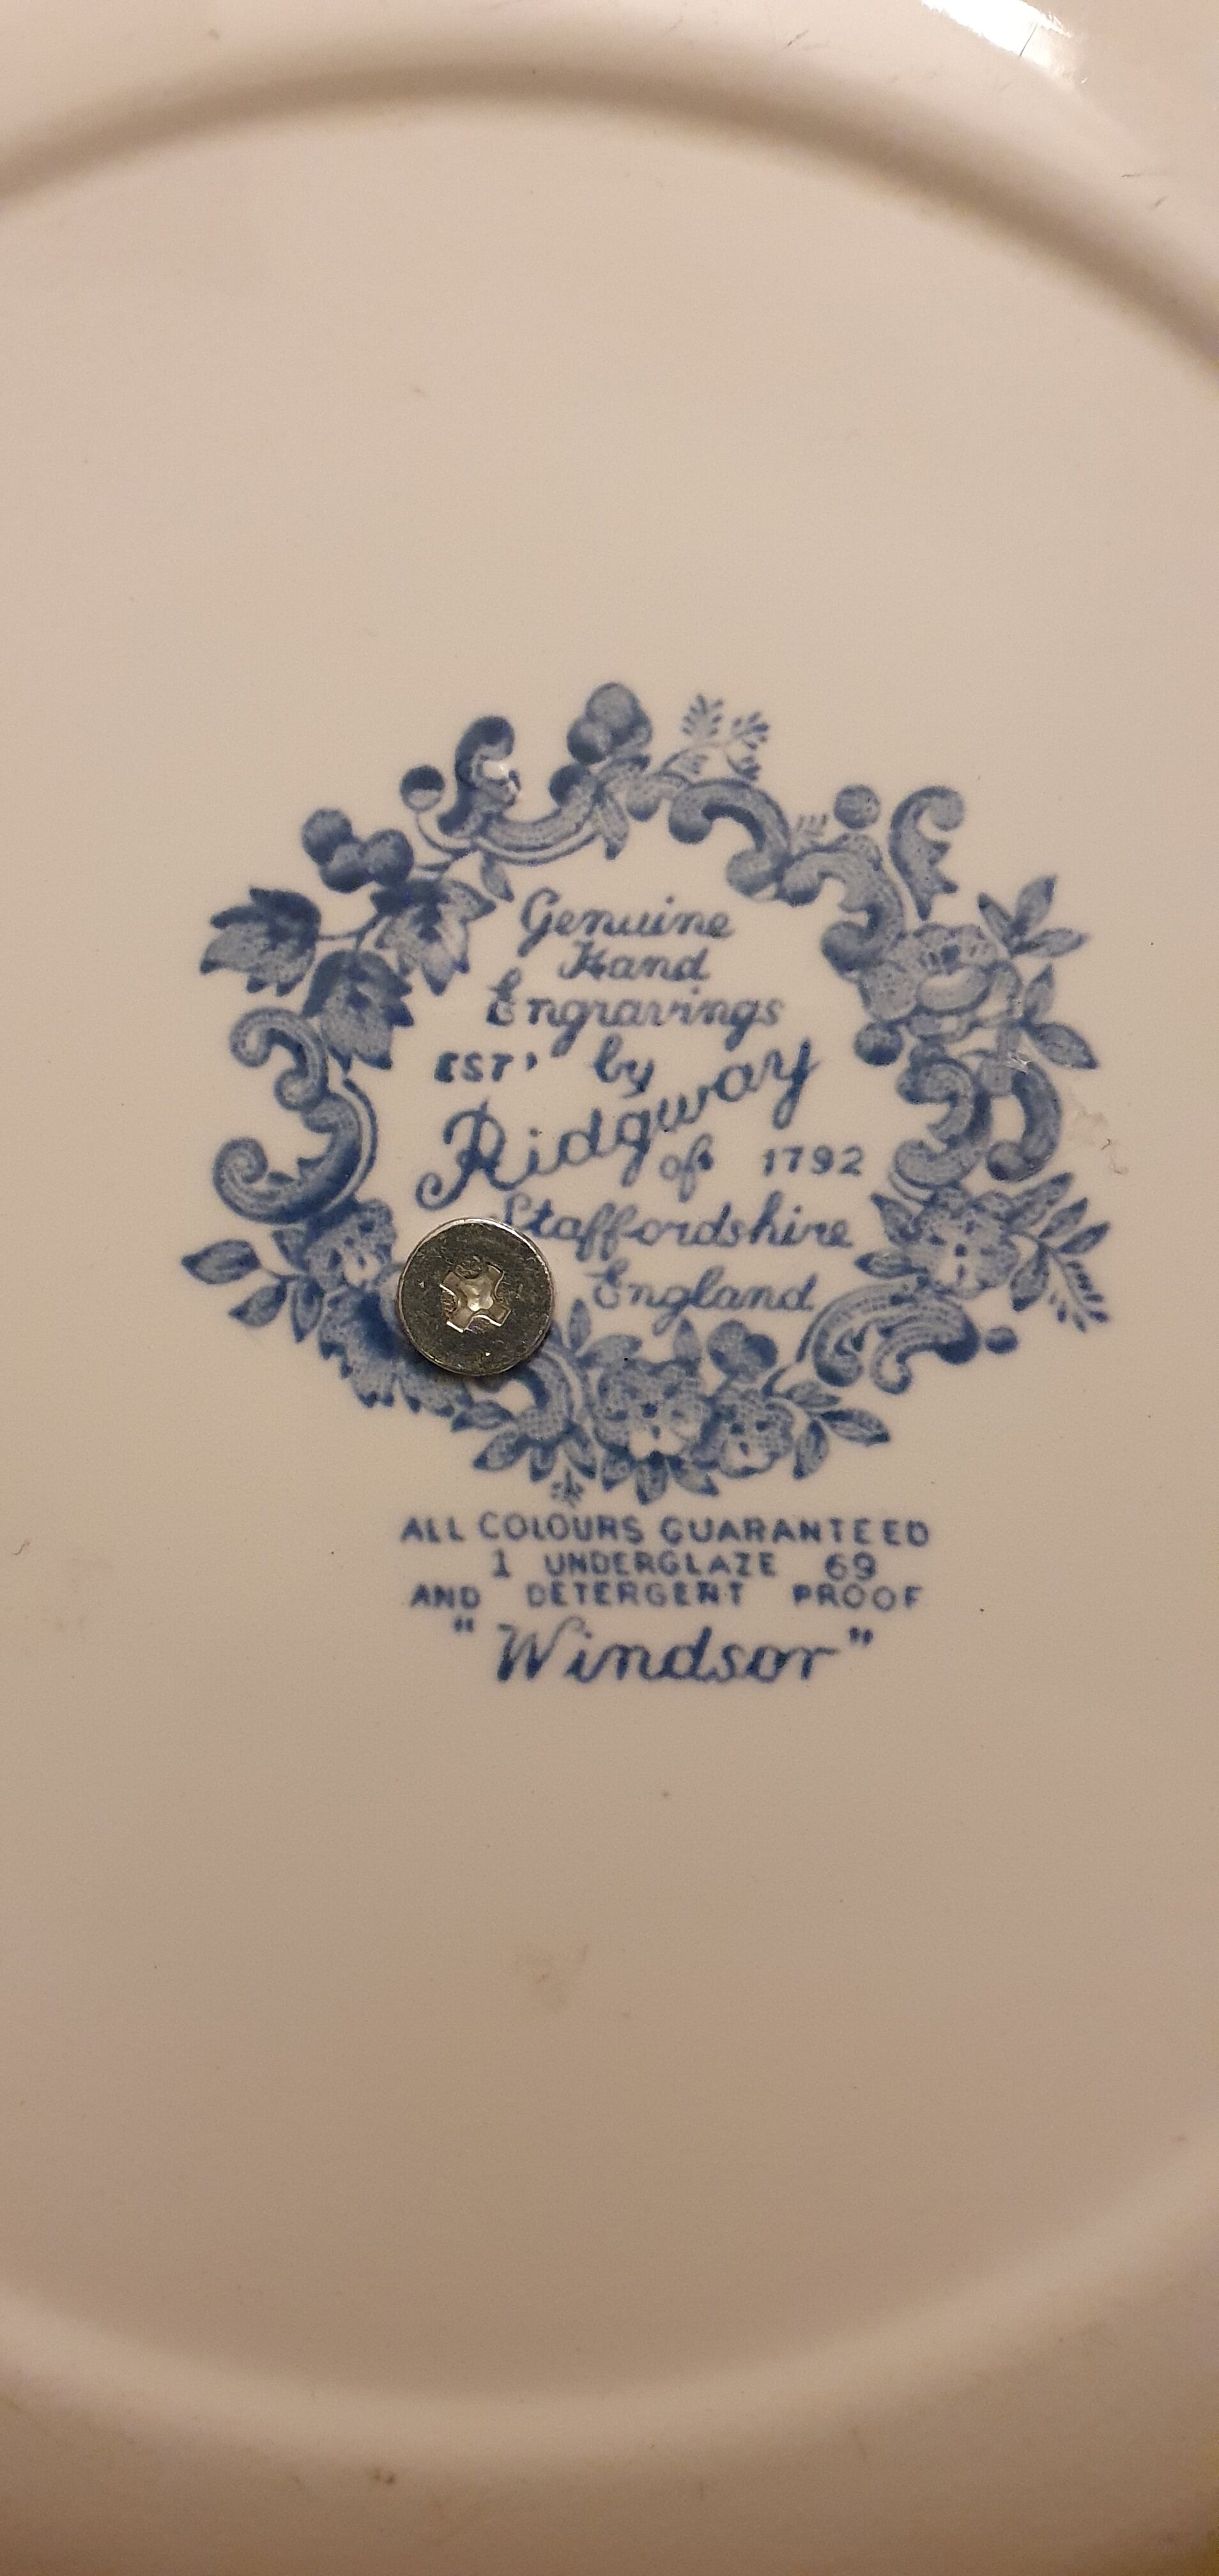 Genuine
Hand
Engravings
EST' by
Ridgway
of 1792
Staffordshire
England
ALL COLOURS GUARANTEED
1 UNDERGLAZE 69
AND DETERGENT PROOF
"Windsor"